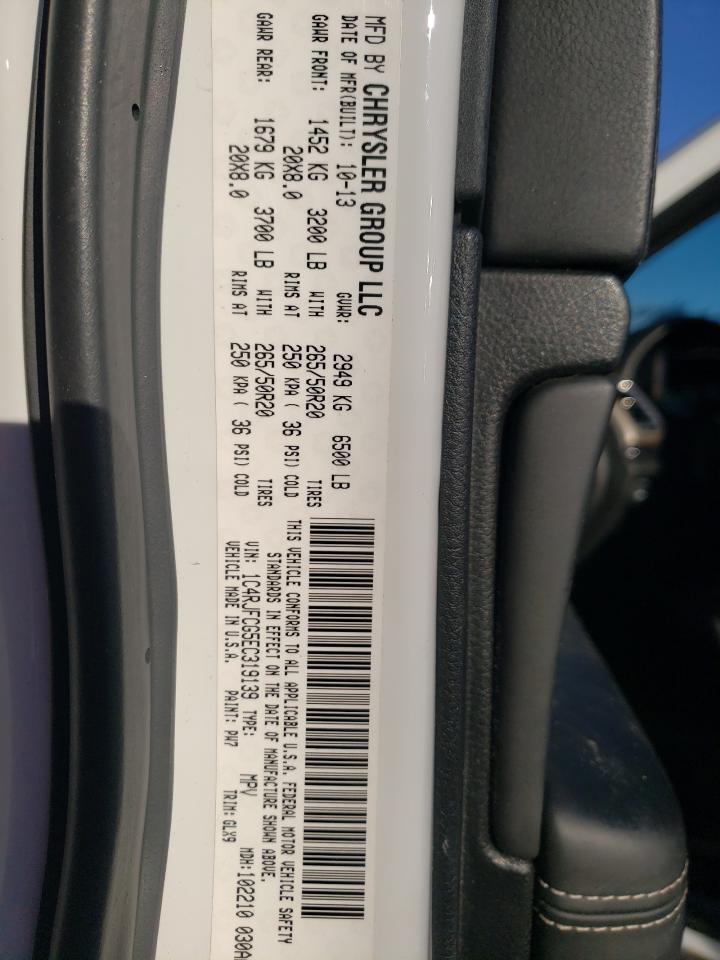 MFD BY CHRYSLER GROUP LLC
DATE OF MFR(BUILT): 10-13 GVWR: 2949 KG 6500 LB
GAWR FRONT: 1452 KG 3200 LB WITH 265/50R20 TIRES
20X8.0 RIMS AT 250 KPA ( 36 PSI) COLD
GAWR REAR: 1679 KG 3700 LB WITH 265/50R20 TIRES
20X8.0 RIMS AT 250 KPA ( 36 PSI) COLD
THIS VEHICLE CONFORMS TO ALL APPLICABLE U.S.A. FEDERAL MOTOR VEHICLE SAFETY
STANDARDS IN EFFECT ON THE DATE OF MANUFACTURE SHOWN ABOVE.
VIN: 1C4RJFCG5EC319139 TYPE: MPV MDH:102210 030A
VEHICLE MADE IN U.S.A. PAINT: PW7 TRIM:GLX9